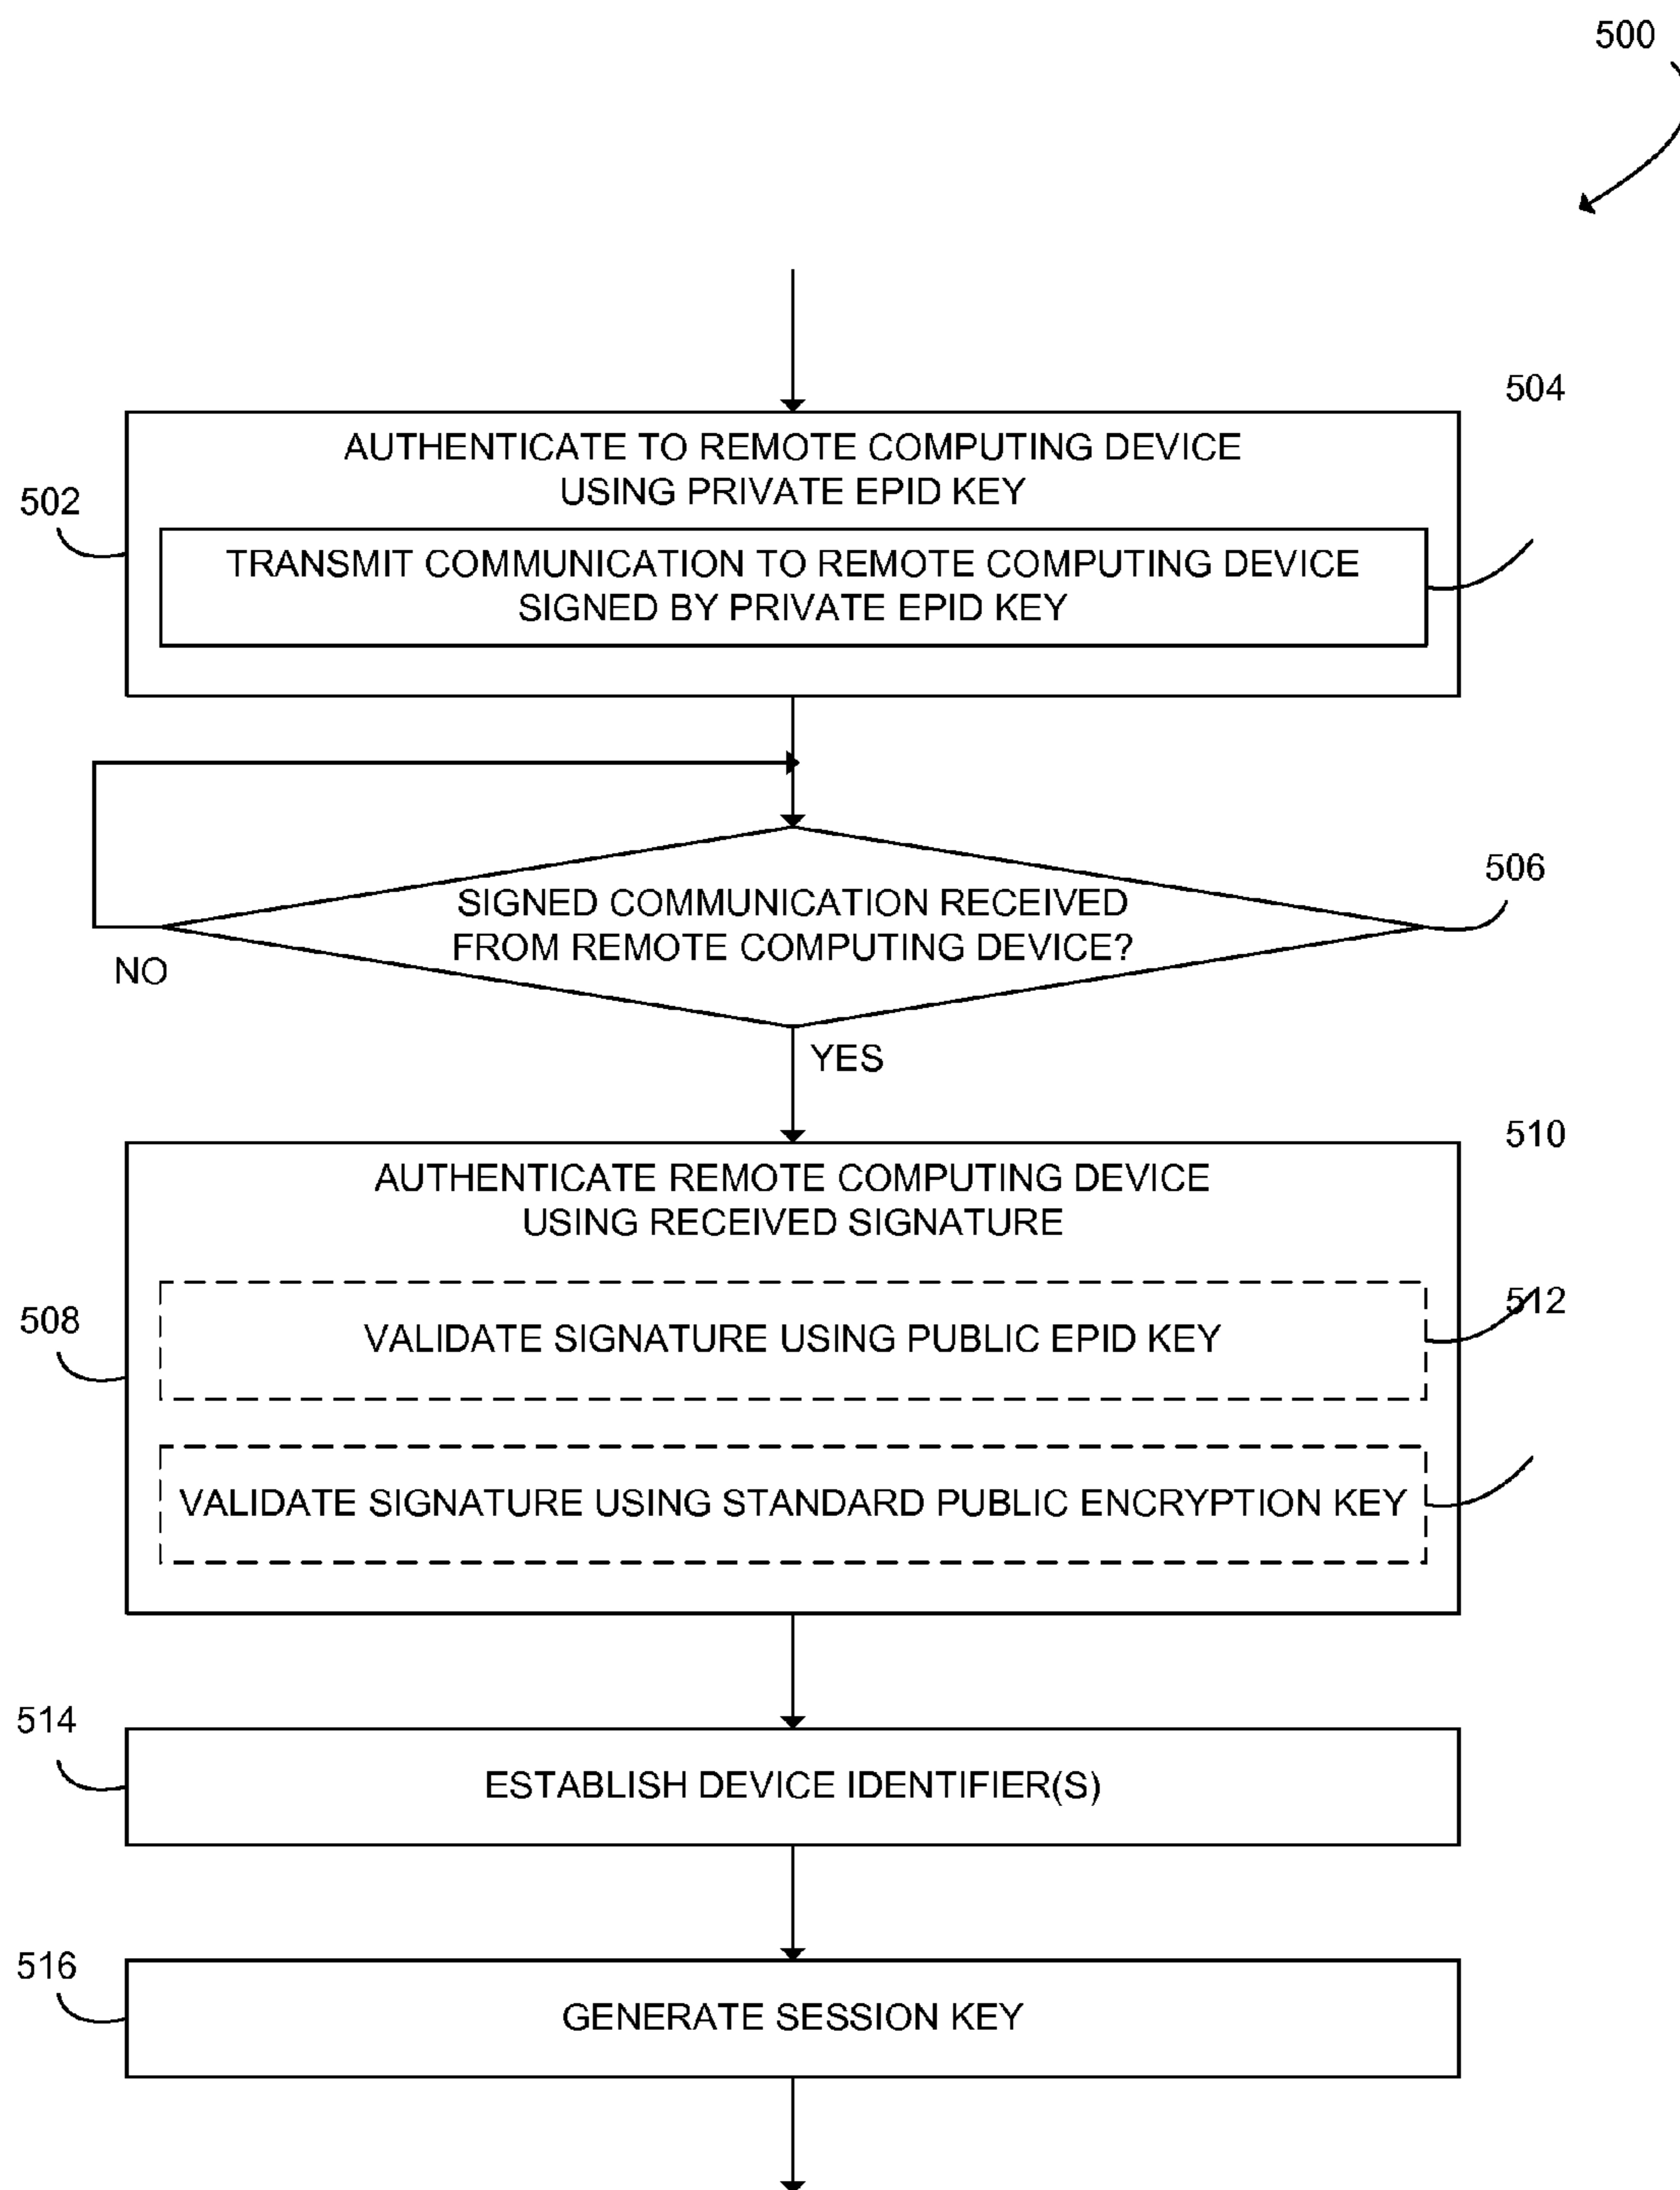 500
504
AUTHENTICATE TO REMOTE COMPUTING DEVICE
USING PRIVATE EPID KEY
502
TRANSMIT COMMUNICATION TO REMOTE COMPUTING DEVICE
SIGNED BY PRIVATE EPID KEY
506
SIGNED COMMUNICATION RECEIVED
FROM REMOTE COMPUTING DEVICE?
NO
YES
510
AUTHENTICATE REMOTE COMPUTING DEVICE
USING RECEIVED SIGNATURE
512
508
VALIDATE SIGNATURE USING PUBLIC EPID KEY
VALIDATE SIGNATURE USING STANDARD PUBLIC ENCRYPTION KEY
514
ESTABLISH DEVICE IDENTIFIER(S)
516
GENERATE SESSION KEY